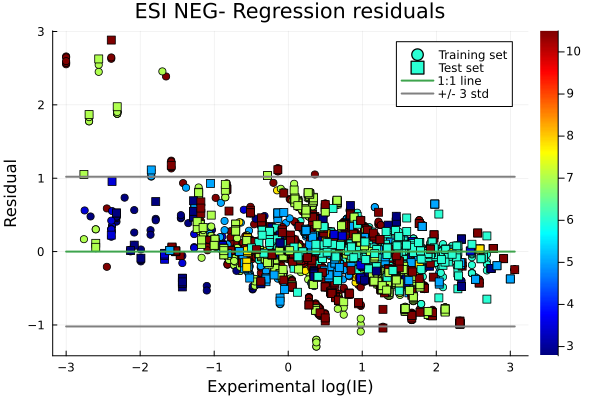 ESI NEG- Regression residuals
Training set
Test set
1:1 line
+/- 3 std
Residual
3
2
1
0
−1
−3
−2
−1
0
1
2
3
Experimental log(IE)
10
9
8
7
6
5
4
3